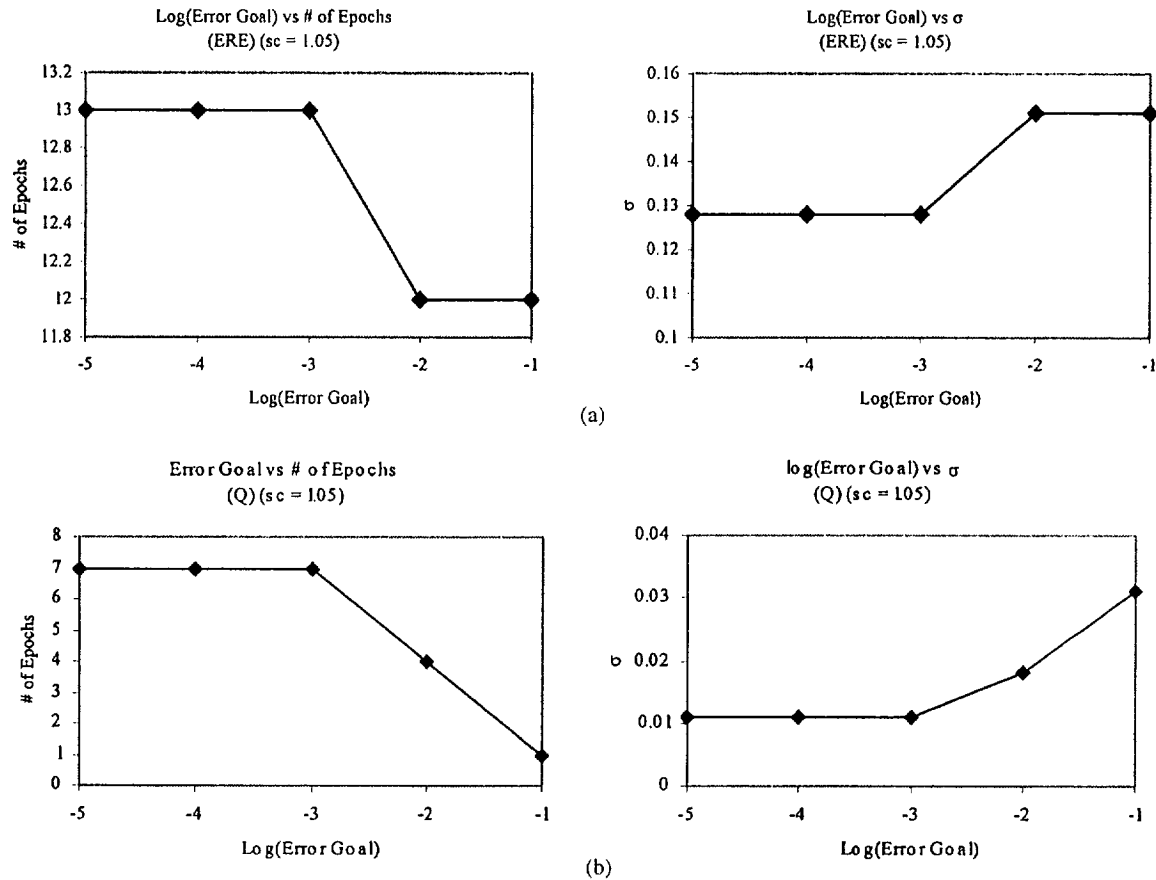 Log(Error Goal) vs # of Epochs
(ERE) (sc = 1.05)
13.2
13
12.8
12.6
12.4
12.2
12
11.8
# of Epochs
-5 -4 -3 -2 -1
Log(Error Goal)
Log(Error Goal) vs σ
(ERE) (sc = 1.05)
0.16
0.15
0.14
0.13
0.12
0.11
0.1
σ
-5 -4 -3 -2 -1
Log(Error Goal)
(a)
Error Goal vs # of Epochs
(Q) (sc = 1.05)
8
7
6
5
4
3
2
1
0
# of Epochs
-5 -4 -3 -2 -1
Log(Error Goal)
log(Error Goal) vs σ
(Q) (sc = 105)
0.04
0.03
0.02
0.01
0
σ
-5 -4 -3 -2 -1
Log(Error Goal)
(b)